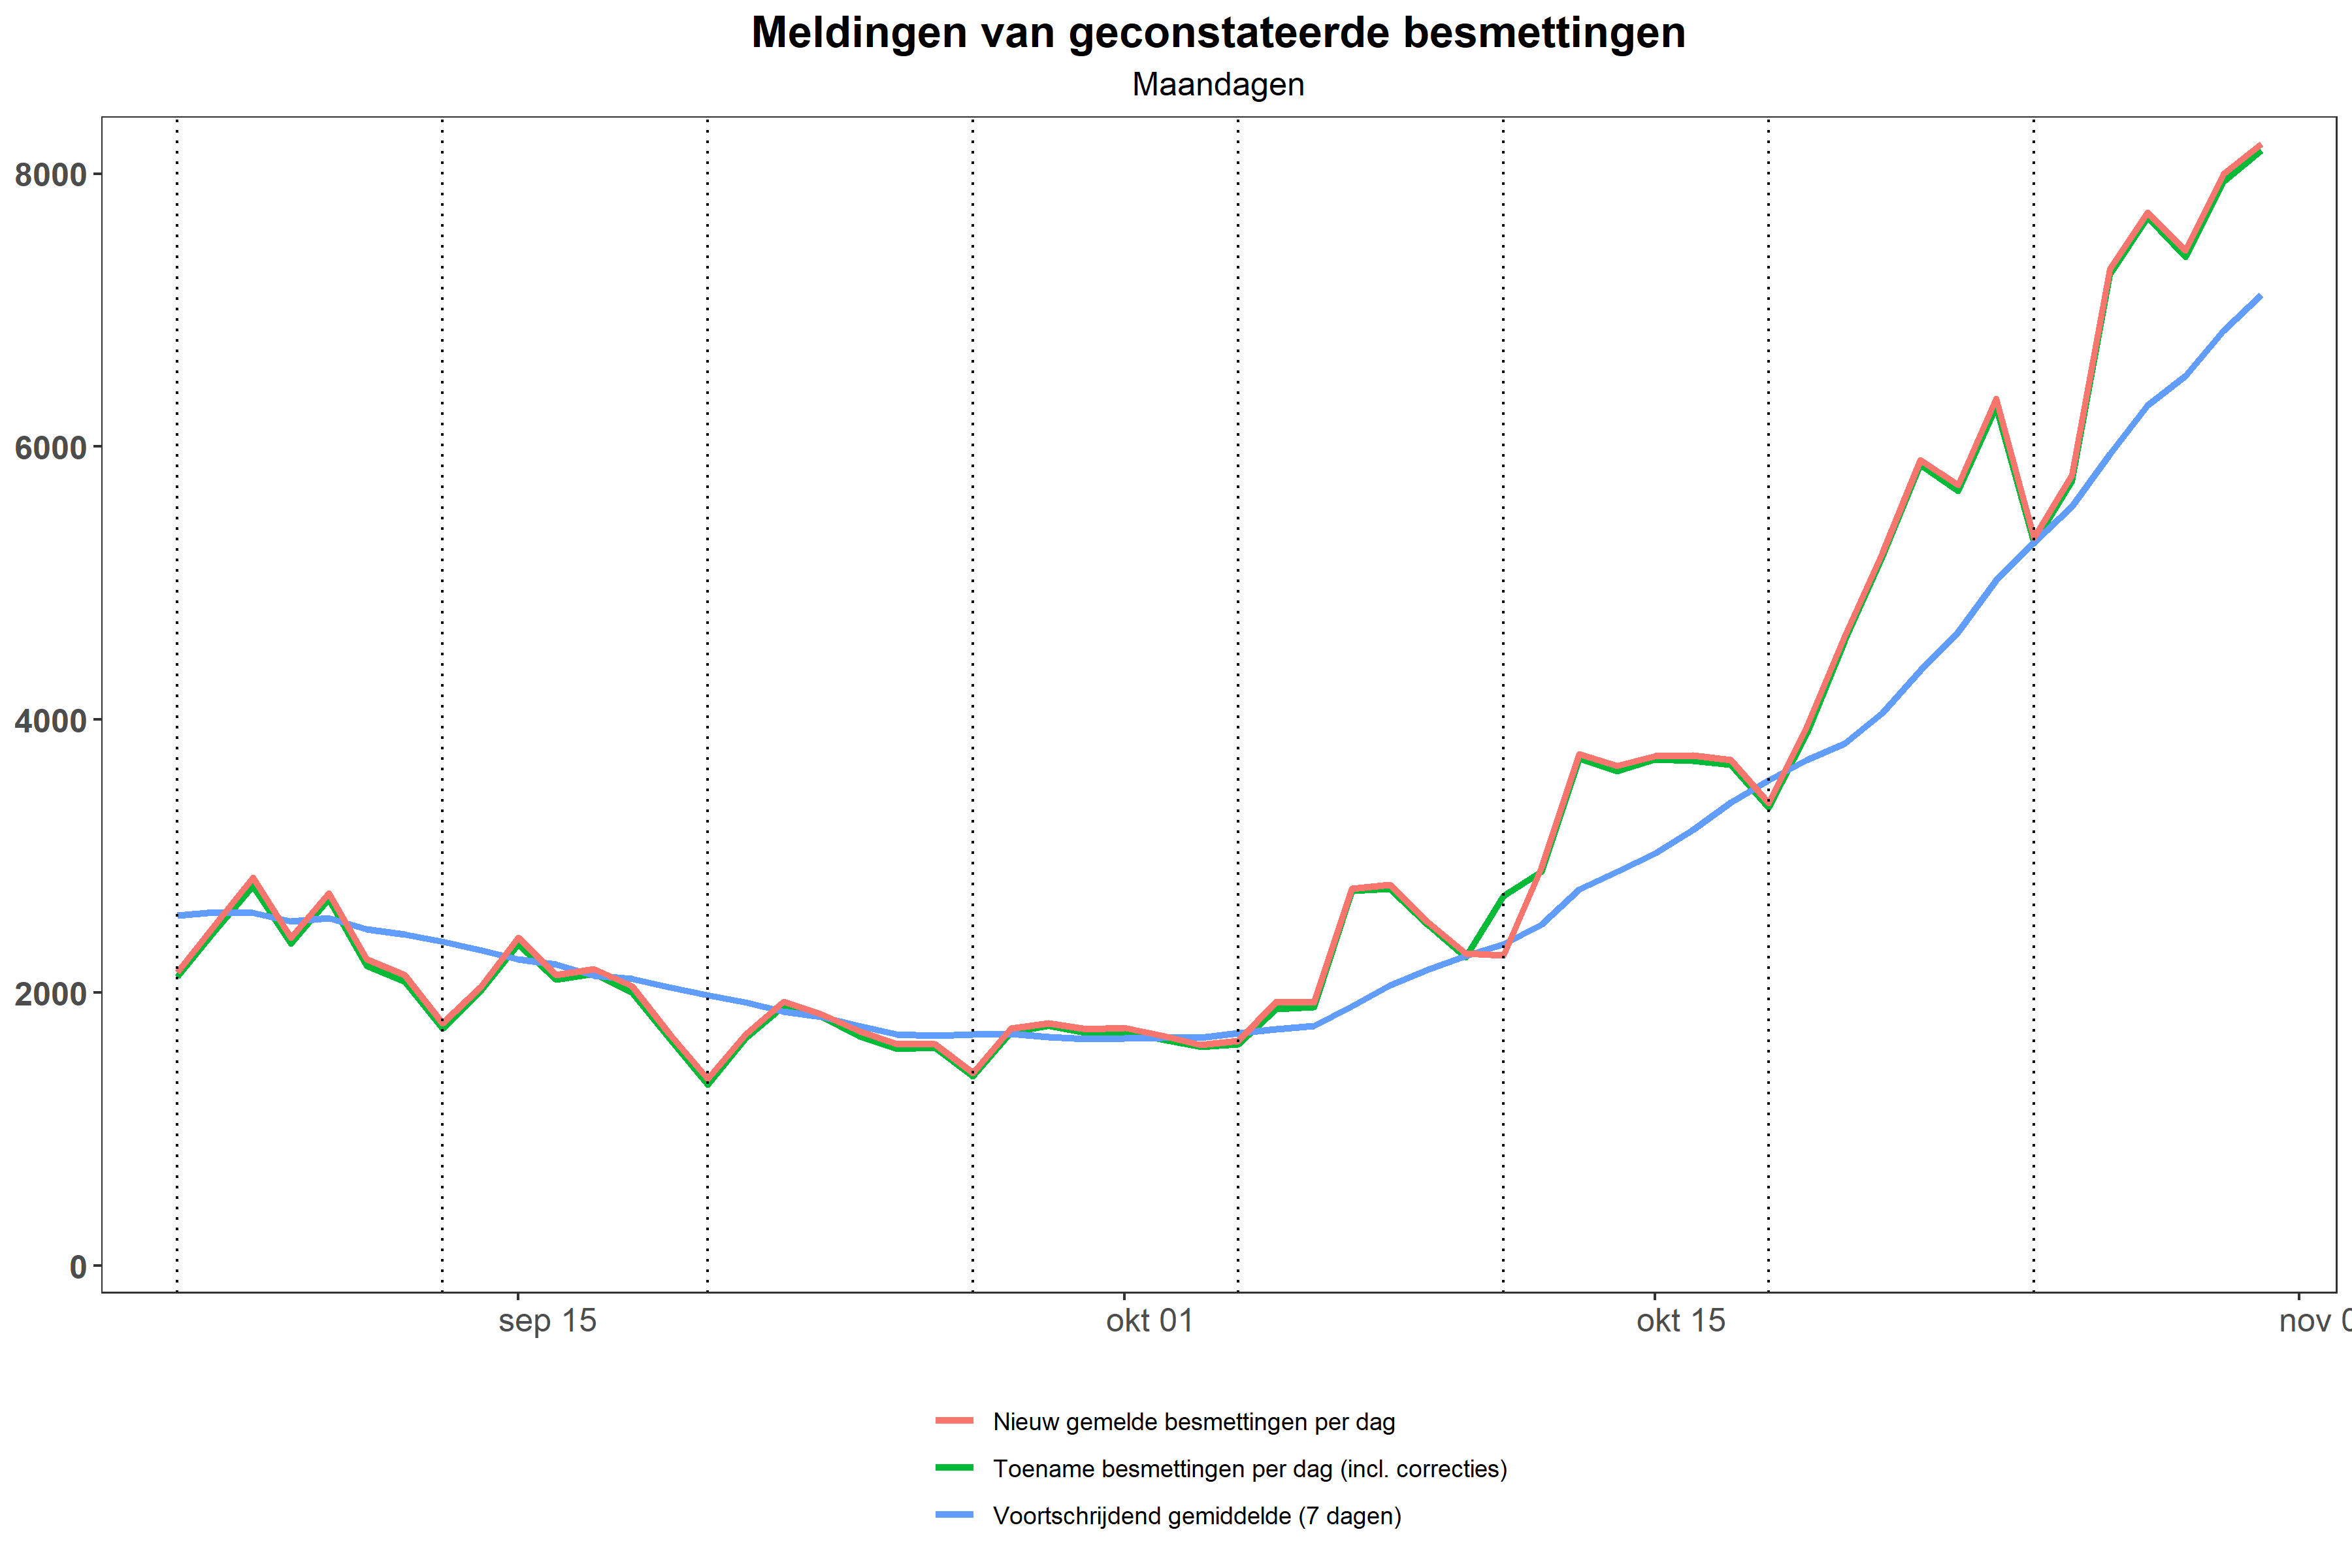 Meldingen van geconstateerde besmettingen
Maandagen
8000
6000
4000
2000
0
sep 15 okt 01 okt 15 nov
Nieuw gemelde besmettingen per dag
Toename besmettingen per dag (incl. correcties)
Voortschrijdend gemiddelde (7 dagen)